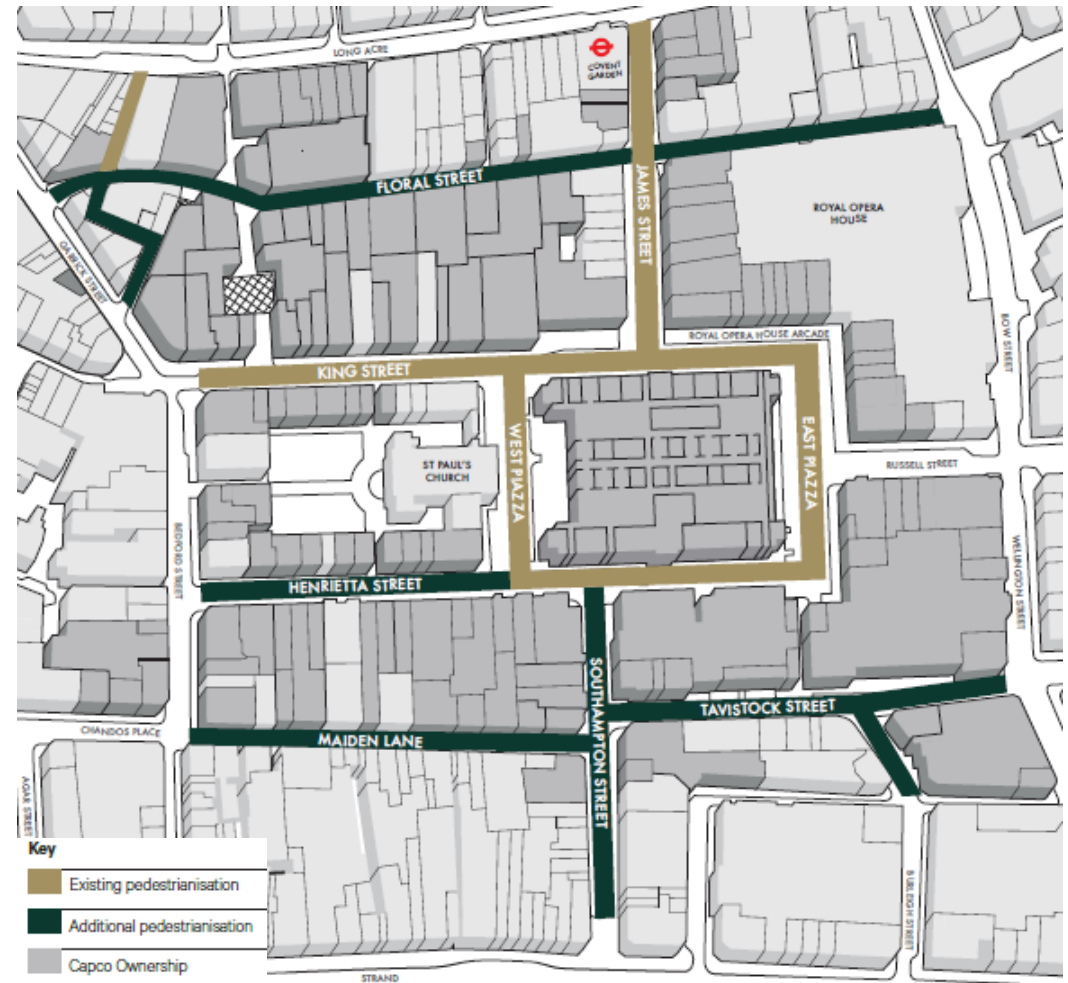 LONG ACRE
COVENT
GARDEN
FLORAL STREET
JAMES STREET
ROYAL OPERA
HOUSE
GARRICK STREET
BOW STREET
ROYAL OPERA HOUSE ARCADE
KING STREET
WEST PIAZZA
EAST PIAZZA
ST PAUL'S
CHURCH
RUSSELL STREET
BEDFORD STREET
WELLINGTON STREET
HENRIETTA STREET
SOUTHAMPTON STREET
TAVISTOCK STREET
CHANDOS PLACE
MAIDEN LANE
AGAR STREET
BURLEIGH STREET
STRAND
Key
Existing pedestrianisation
Additional pedestrianisation
Capco Ownership